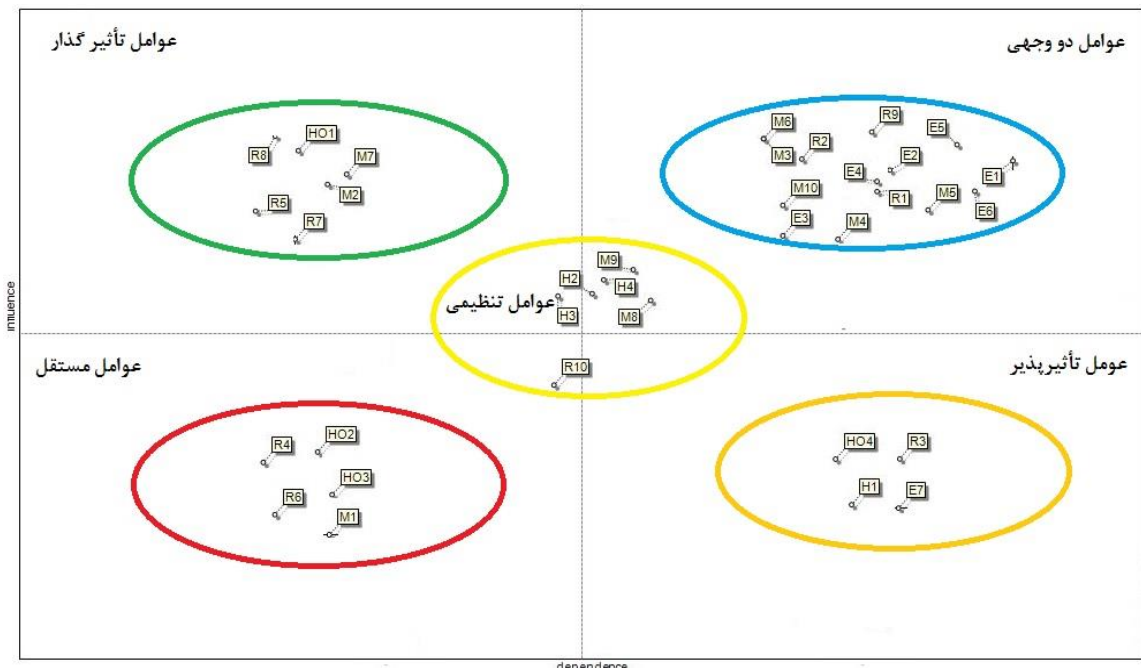 عوامل تأثیر گذار
عوامل دو وجهی
HO1
R8
M7
M2
R5
R7
M6
R9
E5
R2
M3
E2
E4
E1
R1
M10
M5
E6
E3
M4
M9
H2
H4
عوامل تنظیمی
H3
M8
influence
عوامل مستقل
عومل تأثیرپذیر
R10
R4
HO2
HO3
R6
M1
HO4
R3
H1
E7
dependence